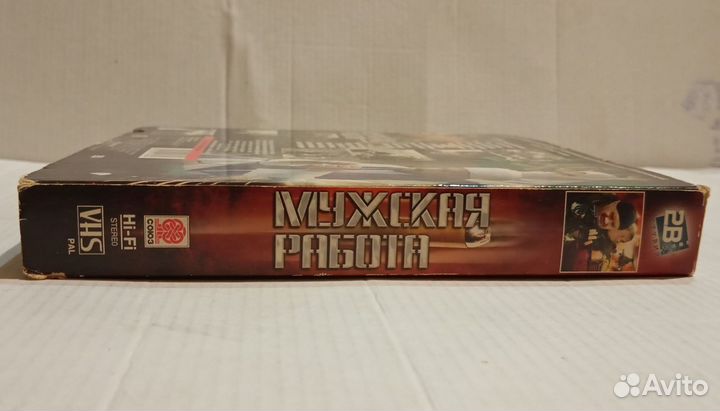 VHS
PAL
Hi-Fi
STEREO
СОЮЗ
МУЖСКАЯ
РАБОТА
2B
Avito